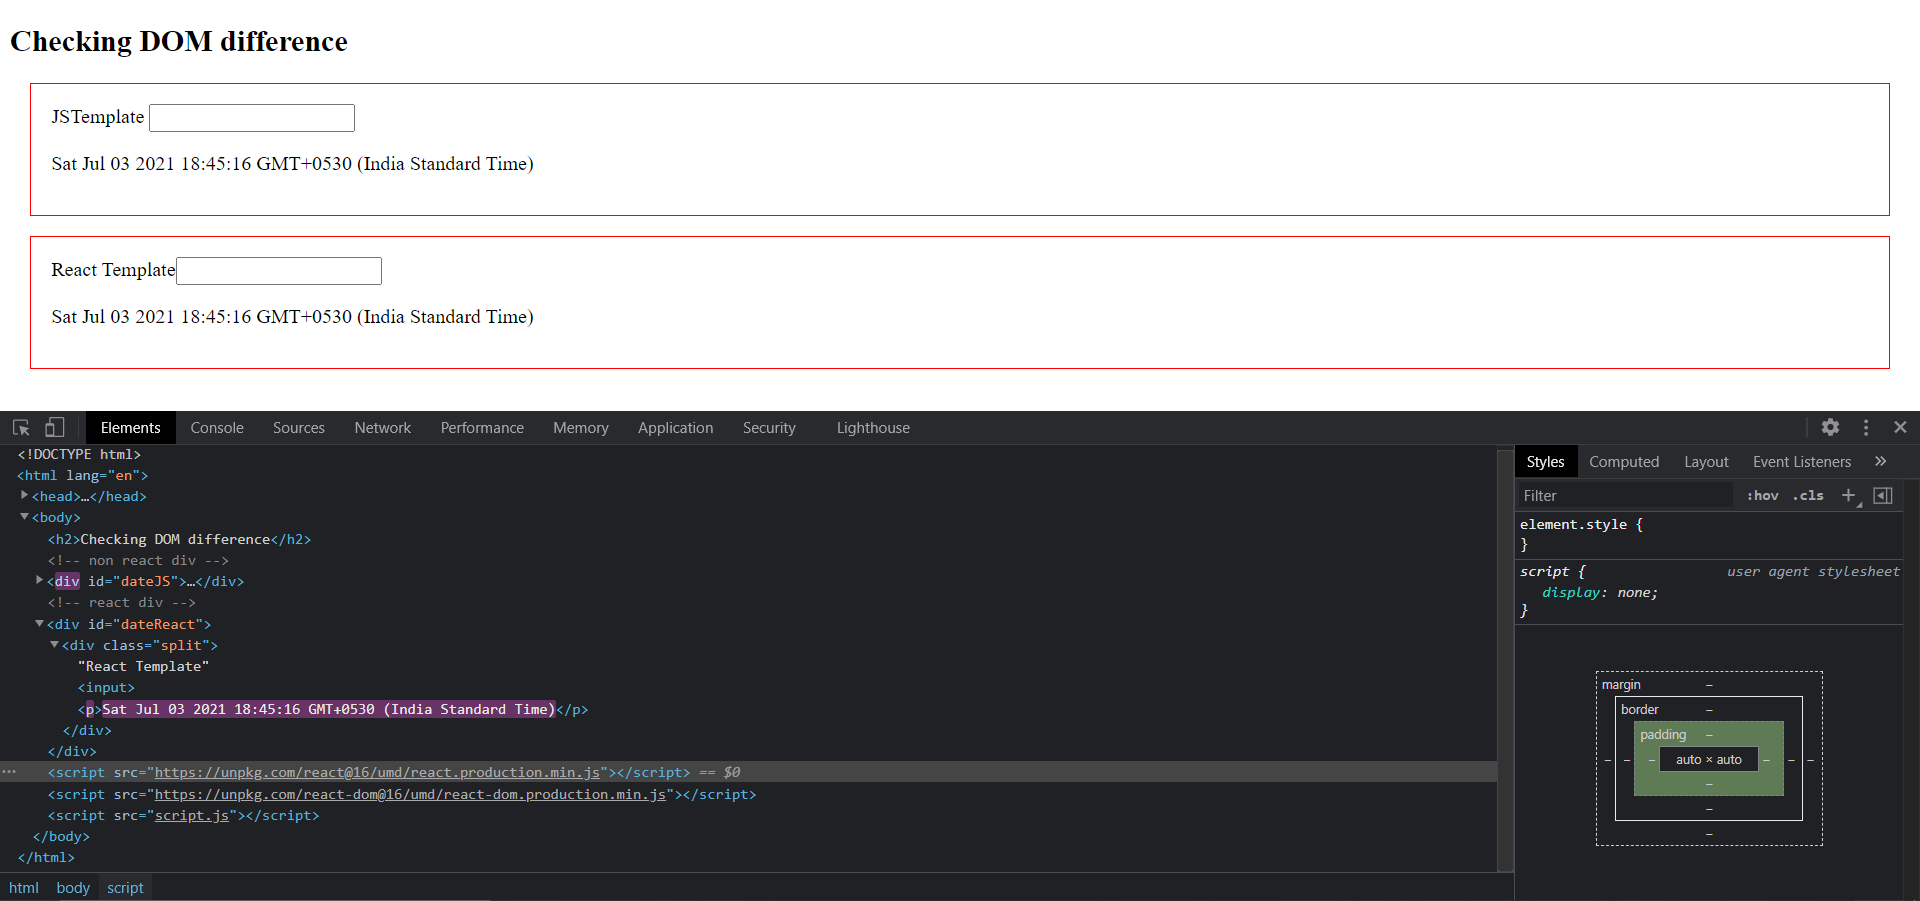 Checking DOM difference
JSTemplate
Sat Jul 03 2021 18:45:16 GMT+0530 (India Standard Time)
React Template
Sat Jul 03 2021 18:45:16 GMT+0530 (India Standard Time)
Elements Console Sources Network Performance Memory Application Security Lighthouse
<!DOCTYPE html>
<html lang="en">
<head>…</head>
<body>
<h2>Checking DOM difference</h2>
<!-- non react div -->
<div id="dateJS">…</div>
<!-- react div -->
<div id="dateReact">
<div class="split">
"React Template"
<input>
<p>Sat Jul 03 2021 18:45:16 GMT+0530 (India Standard Time)</p>
</div>
</div>
<script src="https://unpkg.com/react@16/umd/react.production.min.js"></script> == $0
<script src="https://unpkg.com/react-dom@16/umd/react-dom.production.min.js"></script>
<script src="script.js"></script>
</body>
</html>
html body script
Styles Computed Layout Event Listeners »
Filter :hov .cls +
element.style {
}
script { user agent stylesheet
display: none;
}
margin –
border –
padding –
– – – auto × auto – – –
–
–
–